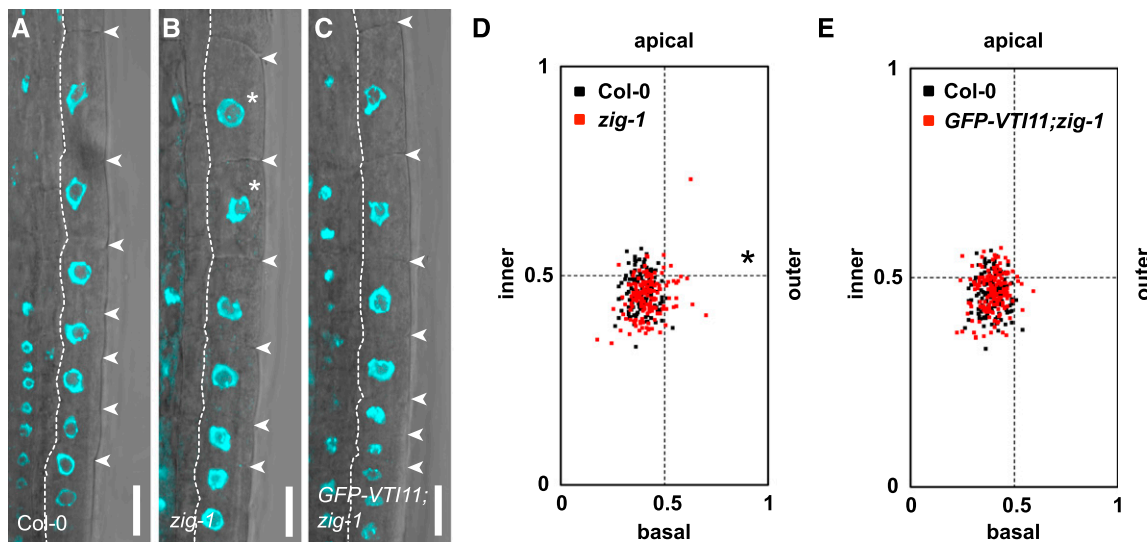 A
Col-0
B
*
*
zig-1
C
GFP-VTI11;
zig-1
D
apical
1
Col-0
zig-1
inner
0.5
*
outer
0
0
0.5
1
basal
E
apical
1
Col-0
GFP-VTI11;zig-1
inner
0.5
outer
0
0
0.5
1
basal